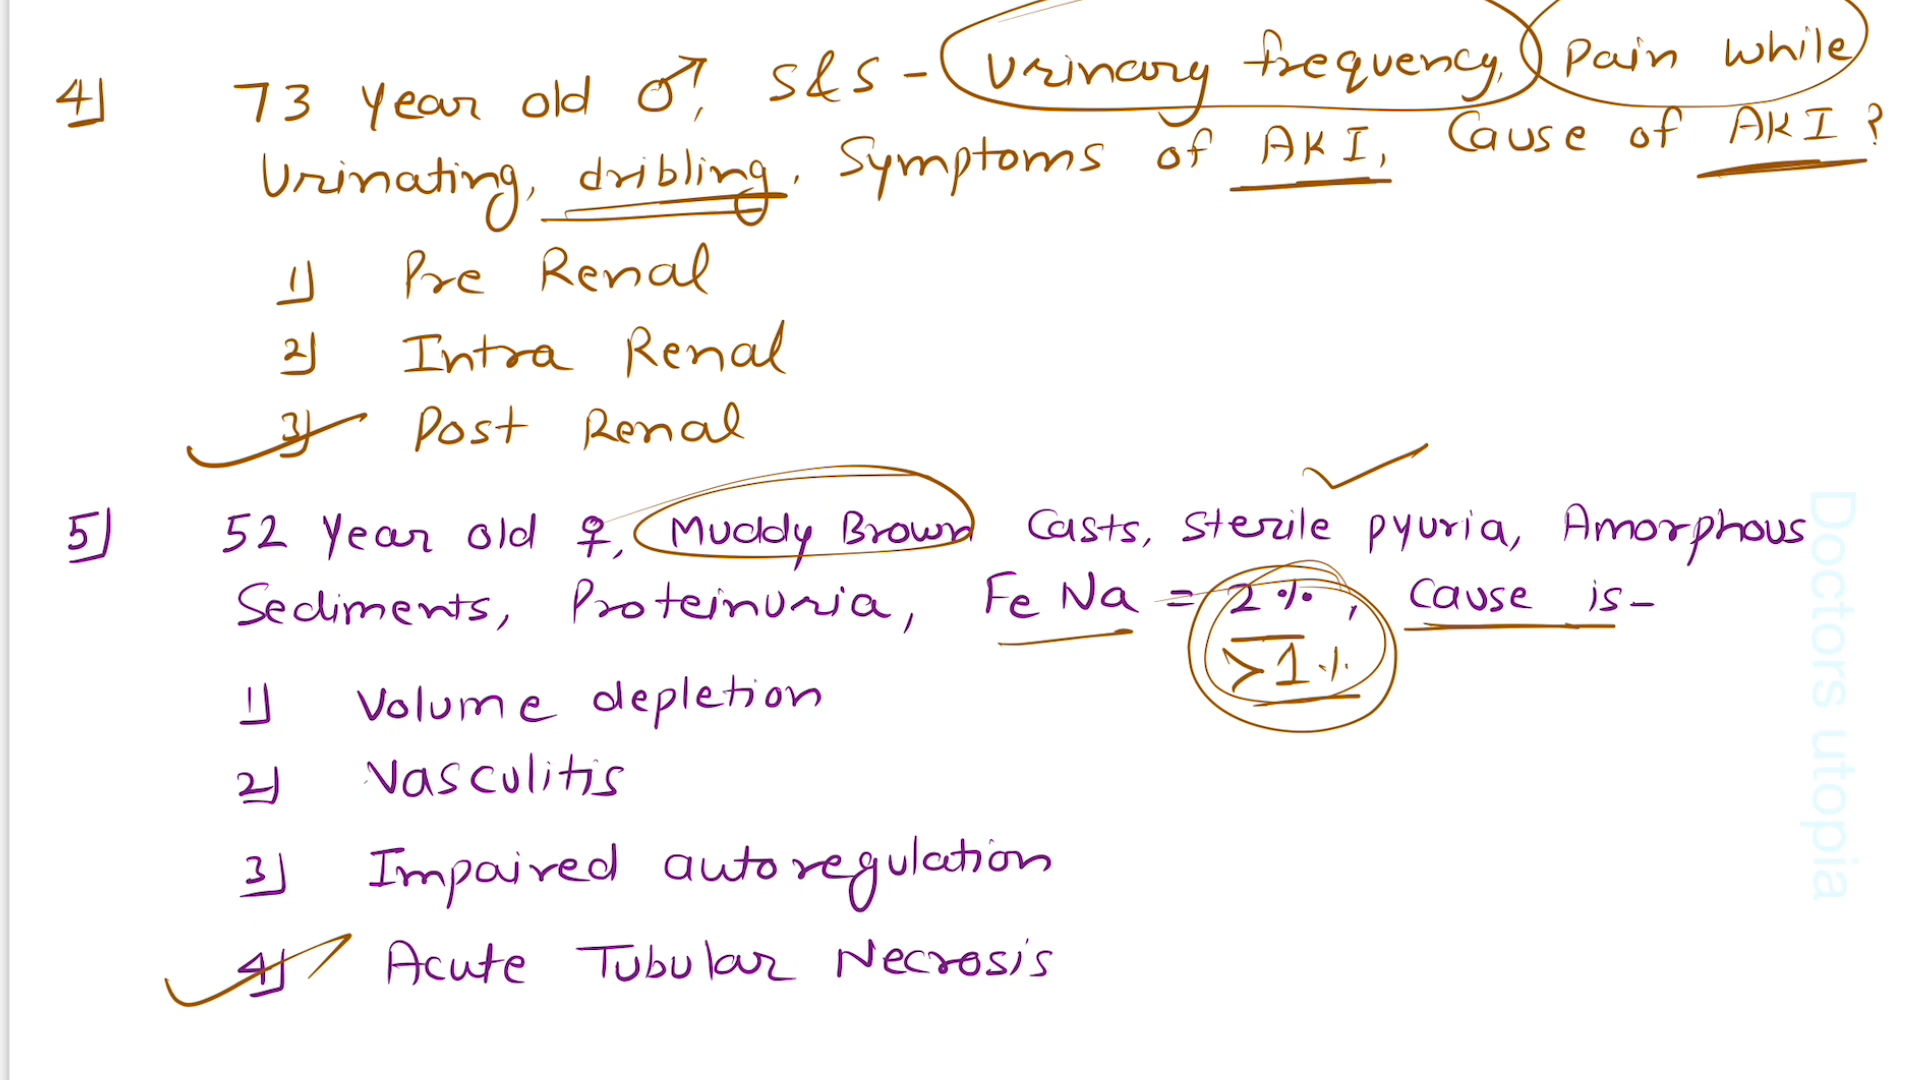 4) 73 Year old ♂, S&S - Urinary frequency, Pain while
Urinating, dribling, Symptoms of AKI, Cause of AKI?
1) Pre Renal
2) Intra Renal
3) Post Renal
5) 52 Year old ♀, Muddy Brown Casts, Sterile pyuria, Amorphous
Sediments, Proteinuria, Fe Na = 2%, Cause is-
>1%
1) Volume depletion
2) Vasculitis
3) Impaired autoregulation
4) Acute Tubular Necrosis
Doctors utopia